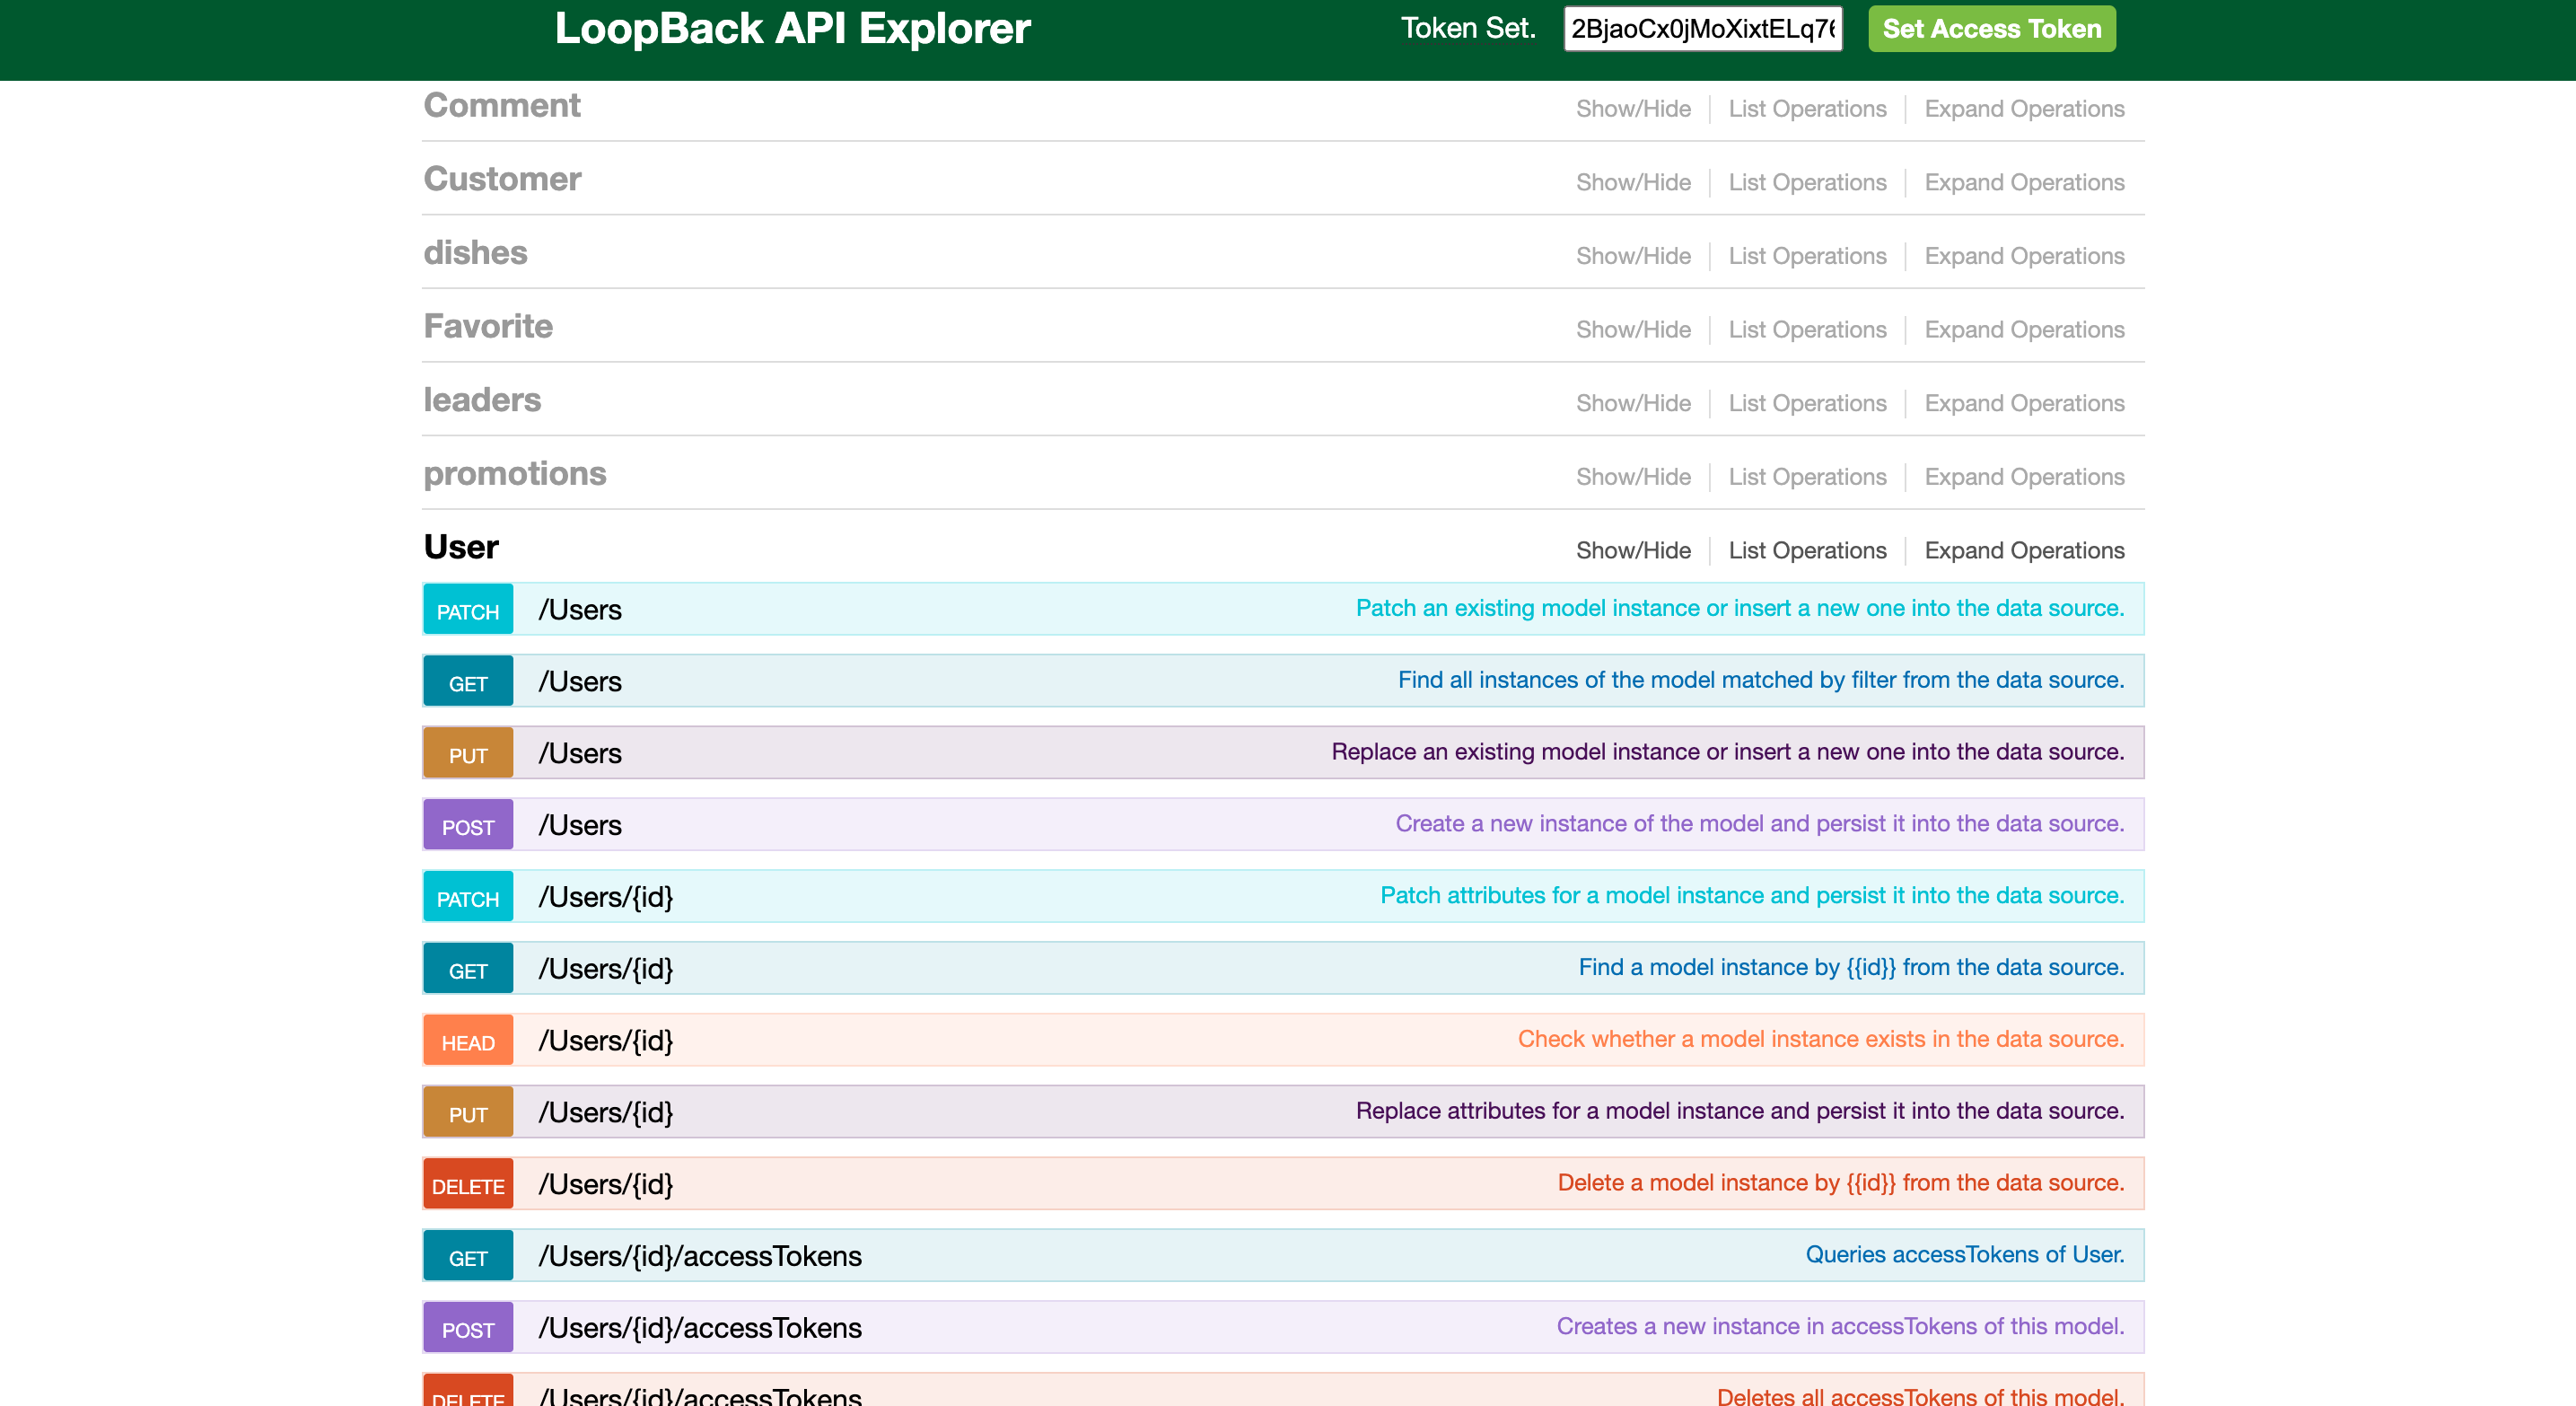 LoopBack API Explorer Token Set. 2BjaoCx0jMoXixtELq76 Set Access Token
Comment Show/Hide List Operations Expand Operations
Customer Show/Hide List Operations Expand Operations
dishes Show/Hide List Operations Expand Operations
Favorite Show/Hide List Operations Expand Operations
leaders Show/Hide List Operations Expand Operations
promotions Show/Hide List Operations Expand Operations
User Show/Hide List Operations Expand Operations
PATCH /Users Patch an existing model instance or insert a new one into the data source.
GET /Users Find all instances of the model matched by filter from the data source.
PUT /Users Replace an existing model instance or insert a new one into the data source.
POST /Users Create a new instance of the model and persist it into the data source.
PATCH /Users/{id} Patch attributes for a model instance and persist it into the data source.
GET /Users/{id} Find a model instance by {{id}} from the data source.
HEAD /Users/{id} Check whether a model instance exists in the data source.
PUT /Users/{id} Replace attributes for a model instance and persist it into the data source.
DELETE /Users/{id} Delete a model instance by {{id}} from the data source.
GET /Users/{id}/accessTokens Queries accessTokens of User.
POST /Users/{id}/accessTokens Creates a new instance in accessTokens of this model.
DELETE /Users/{id}/accessTokens Deletes all accessTokens of this model.